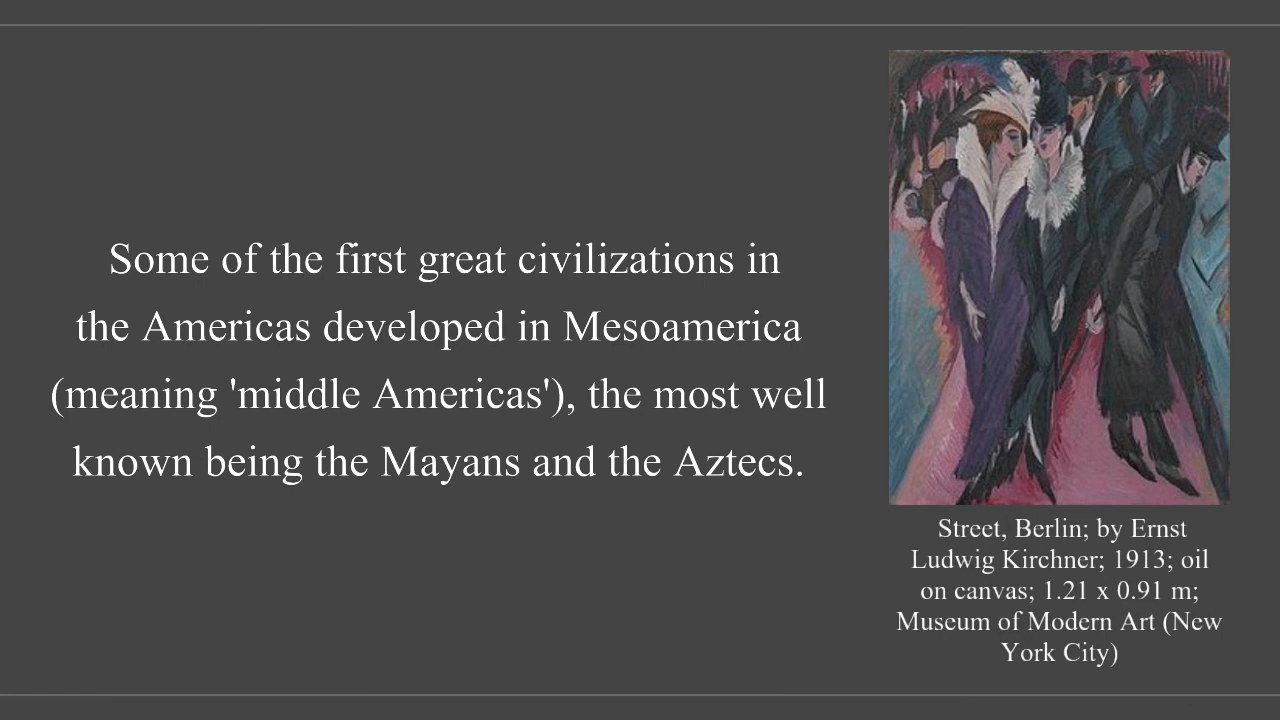 Some of the first great civilizations in
the Americas developed in Mesoamerica
(meaning 'middle Americas'), the most well
known being the Mayans and the Aztecs.
Street, Berlin; by Ernst
Ludwig Kirchner; 1913; oil
on canvas; 1.21 x 0.91 m;
Museum of Modern Art (New
York City)